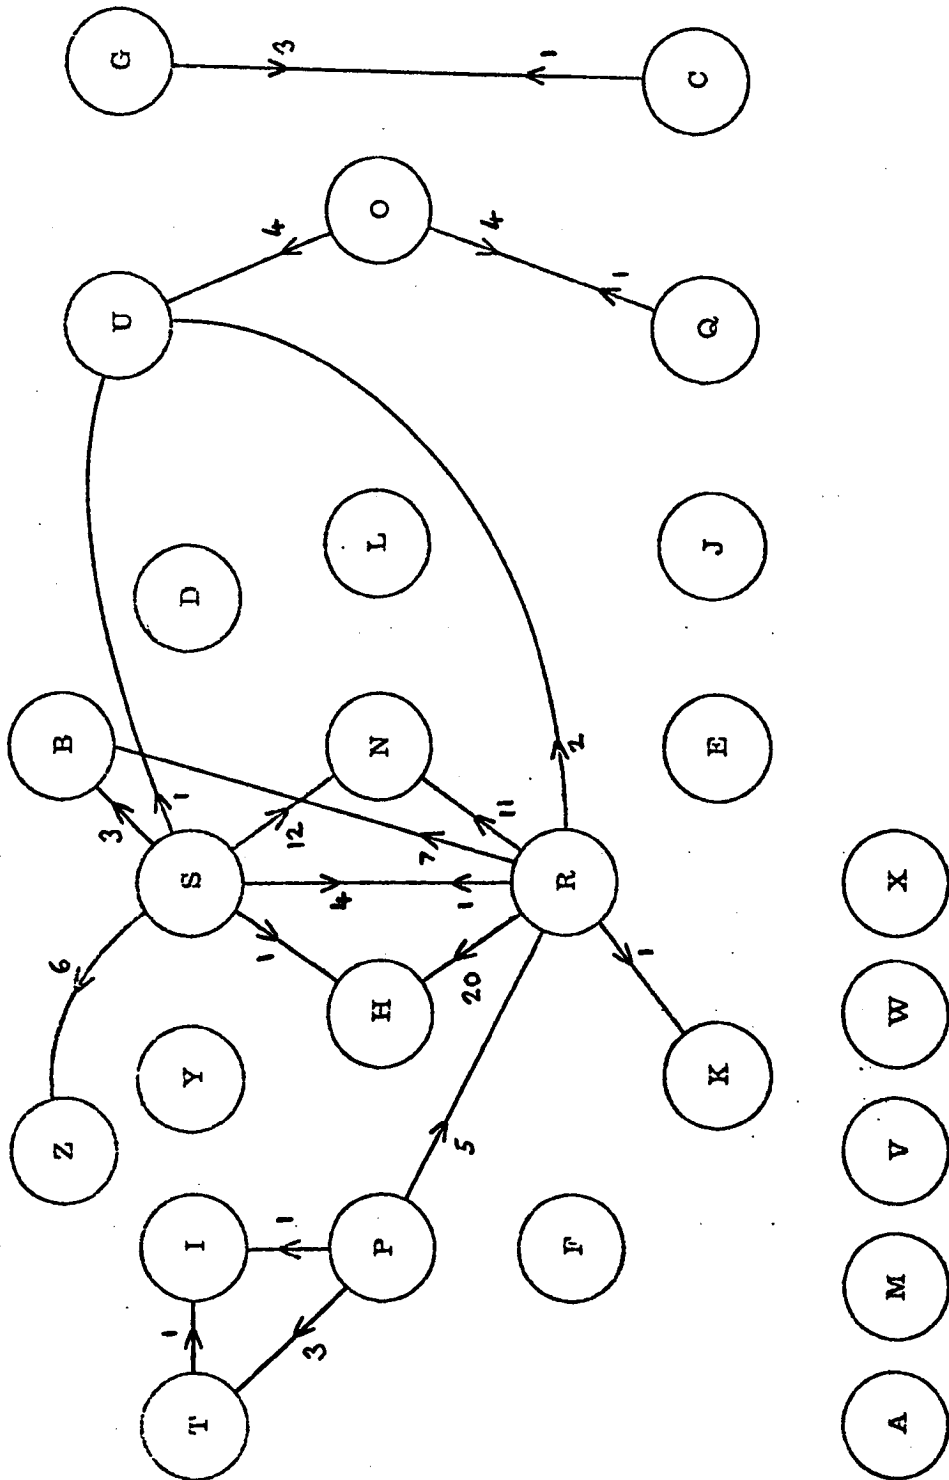 Z 6 B
3 U G
T 1 I Y S 1 D
1 1 12 4 3
3 4
P H N L O
5 20 1 7 11 4
F R 2 1
1 1
K E J Q C
A M V W X